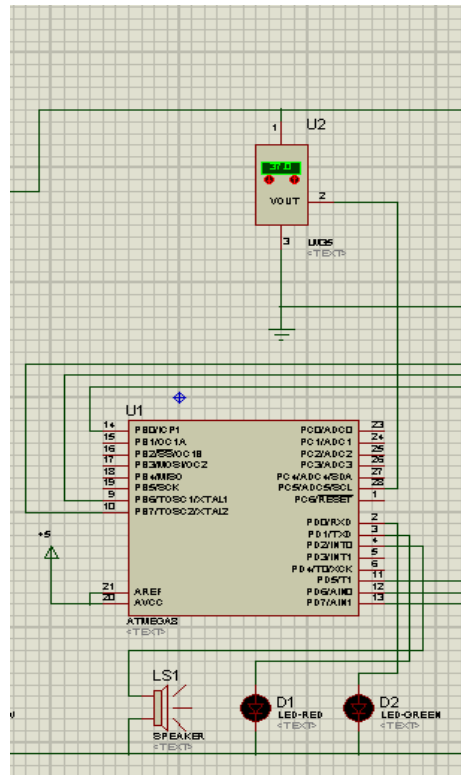 1
U2
37.0
VOUT
2
3
LM35
<TEXT>
U1
14 PB0/ICP1 PC0/ADC0 23
15 PB1/OC1A PC1/ADC1 24
16 PB2/SS/OC1B PC2/ADC2 25
17 PB3/MOSI/OC2 PC3/ADC3 26
18 PB4/MISO PC4/ADC4/SDA 27
19 PB5/SCK PC5/ADC5/SCL 28
9 PB6/TOSC1/XTAL1 PC6/RESET 1
10 PB7/TOSC2/XTAL2
PD0/RXD 2
PD1/TXD 3
PD2/INT0 4
PD3/INT1 5
PD4/T0/XCK 6
PD5/T1 11
21 AREF PD6/AIN0 12
20 AVCC PD7/AIN1 13
+5
ATMEGA8
<TEXT>
LS1
SPEAKER
<TEXT>
D1
LED-RED
<TEXT>
D2
LED-GREEN
<TEXT>